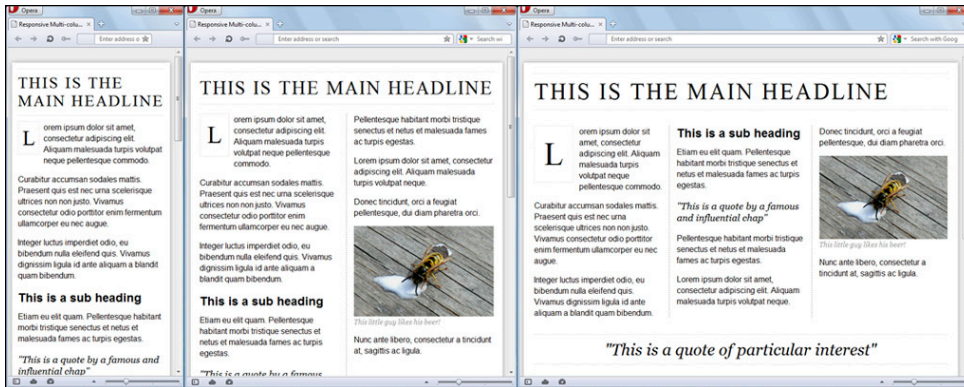 Opera
Responsive Multi-colu...
Enter address o
THIS IS THE
MAIN HEADLINE
L
orem ipsum dolor sit amet,
consectetur adipiscing elit.
Aliquam malesuada turpis volutpat
neque pellentesque
commodo.
Curabitur accumsan sodales mattis.
Praesent quis est nec urna scelerisque
ultrices non non justo. Vivamus
consectetur odio porttitor enim fermentum
ullamcorper eu nec augue.
Integer luctus imperdiet odio, eu
bibendum nulla eleifend quis. Vivamus
dignissim ligula id ante aliquam a blandit
quam bibendum.
This is a sub heading
Etiam eu elit quam. Pellentesque habitant
morbi tristique senectus et netus et
malesuada fames ac turpis egestas.
"This is a quote by a famous and
influential chap"
Opera
Responsive Multi-colu...
Enter address or search
Search wi
THIS IS THE MAIN HEADLINE
L
orem ipsum dolor sit amet,
consectetur adipiscing elit.
Aliquam malesuada turpis
volutpat neque pellentesque
commodo.
Curabitur accumsan sodales mattis.
Praesent quis est nec urna scelerisque
ultrices non non justo. Vivamus
consectetur odio porttitor enim fermentum
ullamcorper eu nec augue.
Integer luctus imperdiet odio, eu
bibendum nulla eleifend quis. Vivamus
dignissim ligula id ante aliquam a
blandit quam bibendum.
This is a sub heading
Etiam eu elit quam. Pellentesque
habitant morbi tristique senectus et
netus et malesuada fames ac turpis
egestas.
"This is a quote by a famous
Pellentesque habitant morbi tristique
senectus et netus et malesuada fames
ac turpis egestas.
Lorem ipsum dolor sit amet, consectetur
adipiscing elit. Aliquam malesuada
turpis volutpat neque.
Donec tincidunt, orci a feugiat
pellentesque, dui diam pharetra orci.
This little guy likes his beer!
Nunc ante libero, consectetur a tincidunt
at, sagittis ac ligula.
Opera
Responsive Multi-colu...
Enter address or search
Search with Goog
THIS IS THE MAIN HEADLINE
L
orem ipsum dolor sit
amet, consectetur
adipiscing elit. Aliquam
malesuada turpis
volutpat neque
pellentesque commodo.
Curabitur accumsan sodales mattis.
Praesent quis est nec urna
scelerisque ultrices non non justo.
Vivamus consectetur odio porttitor
enim fermentum ullamcorper eu nec
augue.
Integer luctus imperdiet odio, eu
bibendum nulla eleifend quis.
Vivamus dignissim ligula id ante
aliquam a blandit quam bibendum.
This is a sub heading
Etiam eu elit quam. Pellentesque
habitant morbi tristique senectus et
netus et malesuada fames ac turpis
egestas.
"This is a quote by a famous
and influential chap"
Pellentesque habitant morbi tristique
senectus et netus et malesuada
fames ac turpis egestas.
Lorem ipsum dolor sit amet,
consectetur adipiscing elit. Aliquam
malesuada turpis volutpat neque.
Donec tincidunt, orci a feugiat
pellentesque, dui diam pharetra orci.
This little guy likes his beer!
Nunc ante libero, consectetur a
tincidunt at, sagittis ac ligula.
"This is a quote of particular interest"